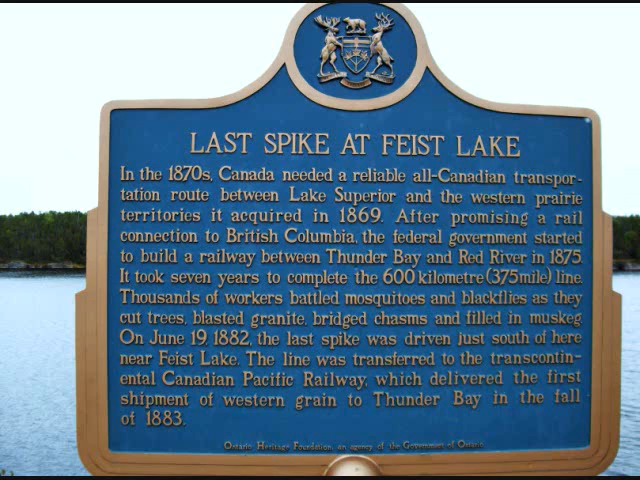 LAST SPIKE AT FEIST LAKE
In the 1870s, Canada needed a reliable all-Canadian transpor-
tation route between Lake Superior and the western prairie
territories it acquired in 1869. After promising a rail
connection to British Columbia, the federal government started
to build a railway between Thunder Bay and Red River in 1875.
It took seven years to complete the 600 kilometre (375 mile) line.
Thousands of workers battled mosquitoes and blackflies as they
cut trees, blasted granite, bridged chasms and filled in muskeg.
On June 19, 1882, the last spike was driven just south of here
near Feist Lake. The line was transferred to the transcontin-
ental Canadian Pacific Railway, which delivered the first
shipment of western grain to Thunder Bay in the fall
of 1883.
Ontario Heritage Foundation, an agency of the Government of Ontario